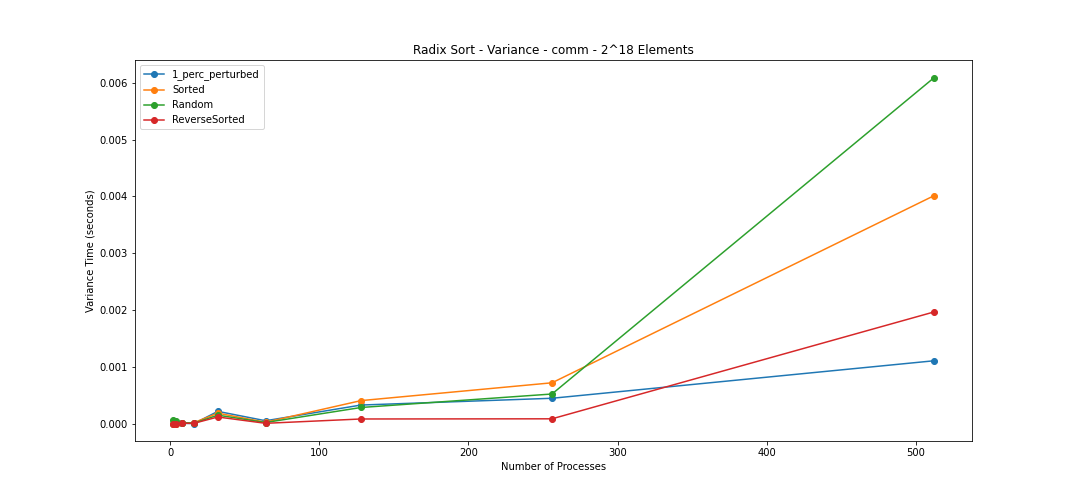 Radix Sort - Variance - comm - 2^18 Elements
1_perc_perturbed
Sorted
Random
ReverseSorted
0.006
0.005
0.004
0.003
0.002
0.001
0.000
Variance Time (seconds)
0 100 200 300 400 500
Number of Processes